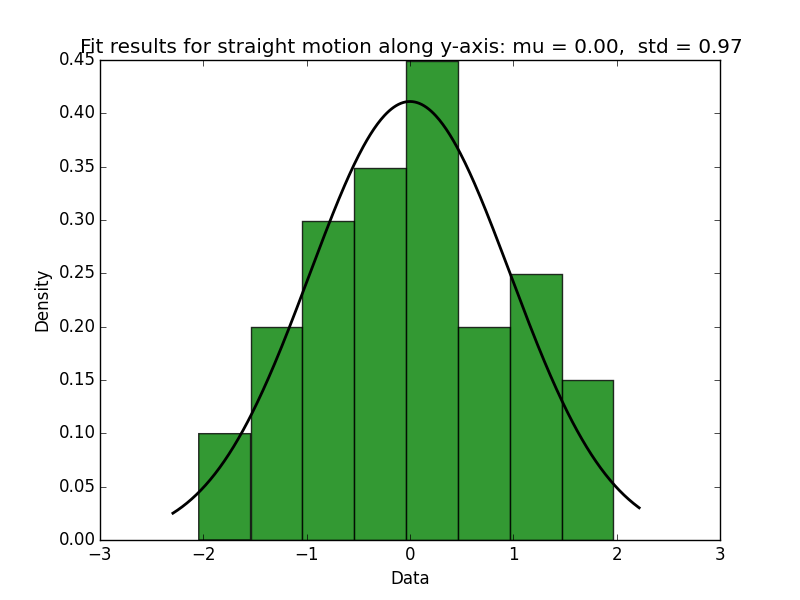 Fit results for straight motion along y-axis: mu = 0.00,  std = 0.97
0.45
0.40
0.35
0.30
0.25
0.20
0.15
0.10
0.05
0.00
Density
−3 −2 −1 0 1 2 3
Data